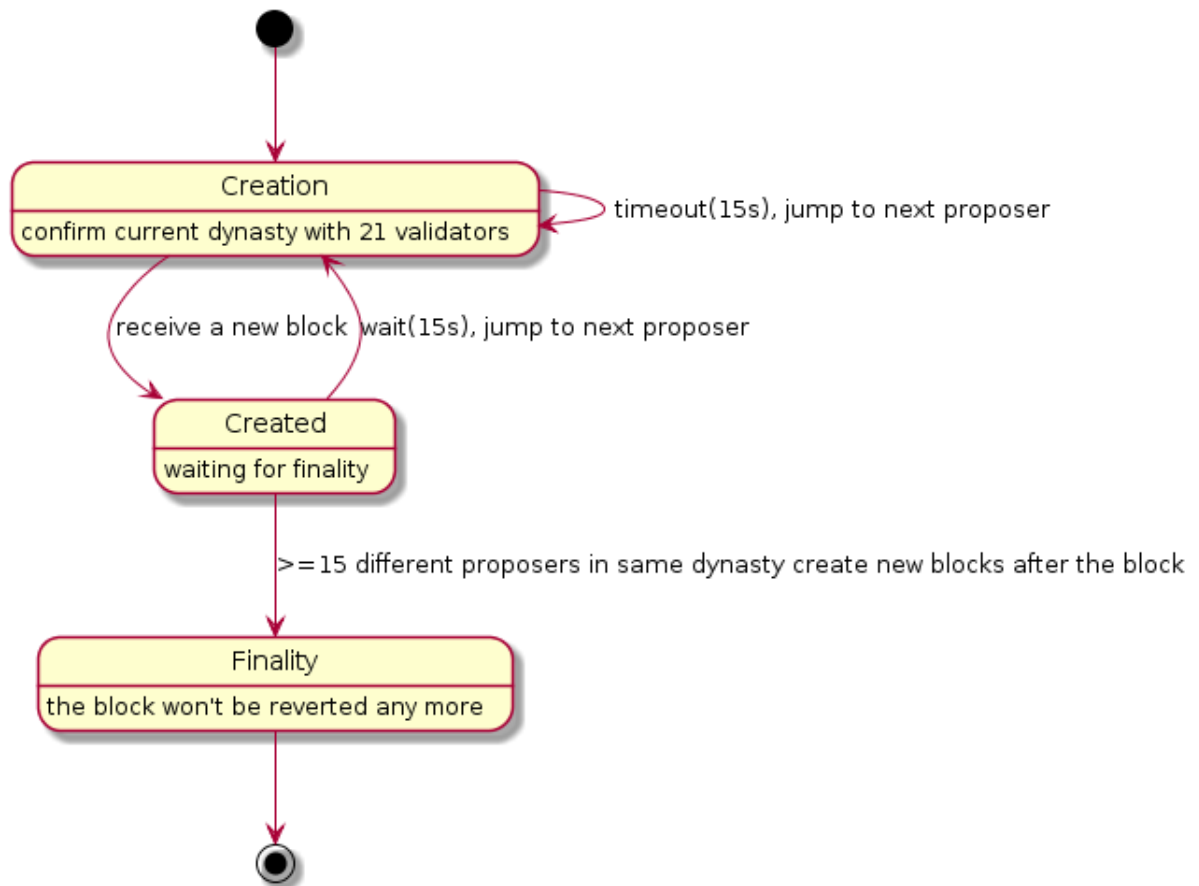 Creation
confirm current dynasty with 21 validators
timeout(15s), jump to next proposer
receive a new block
wait(15s), jump to next proposer
Created
waiting for finality
>=15 different proposers in same dynasty create new blocks after the block
Finality
the block won't be reverted any more